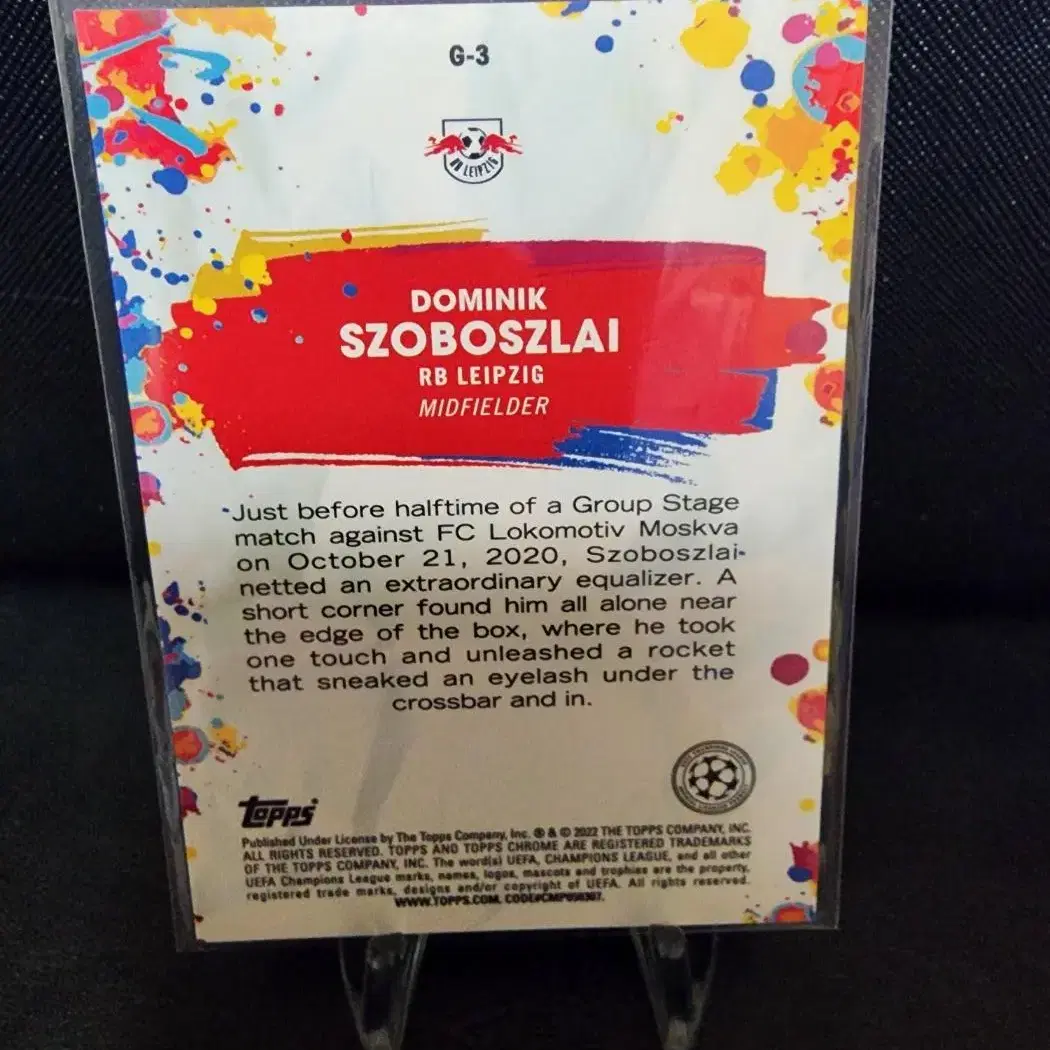 G-3
RB LEIPZIG
DOMINIK
SZOBOSZLAI
RB LEIPZIG
MIDFIELDER
Just before halftime of a Group Stage
match against FC Lokomotiv Moskva
on October 21, 2020, Szoboszlai
netted an extraordinary equalizer. A
short corner found him all alone near
the edge of the box, where he took
one touch and unleashed a rocket
that sneaked an eyelash under the
crossbar and in.
topps
Published Under License by The Topps Company, Inc. ® & © 2022 THE TOPPS COMPANY, INC.
ALL RIGHTS RESERVED. TOPPS AND TOPPS CHROME ARE REGISTERED TRADEMARKS
OF THE TOPPS COMPANY, INC. The word(s) UEFA, CHAMPIONS LEAGUE, and all other
UEFA Champions League marks, names, logos, mascots and trophies are the property,
registered trade marks, designs and/or copyright of UEFA. All rights reserved.
WWW.TOPPS.COM.